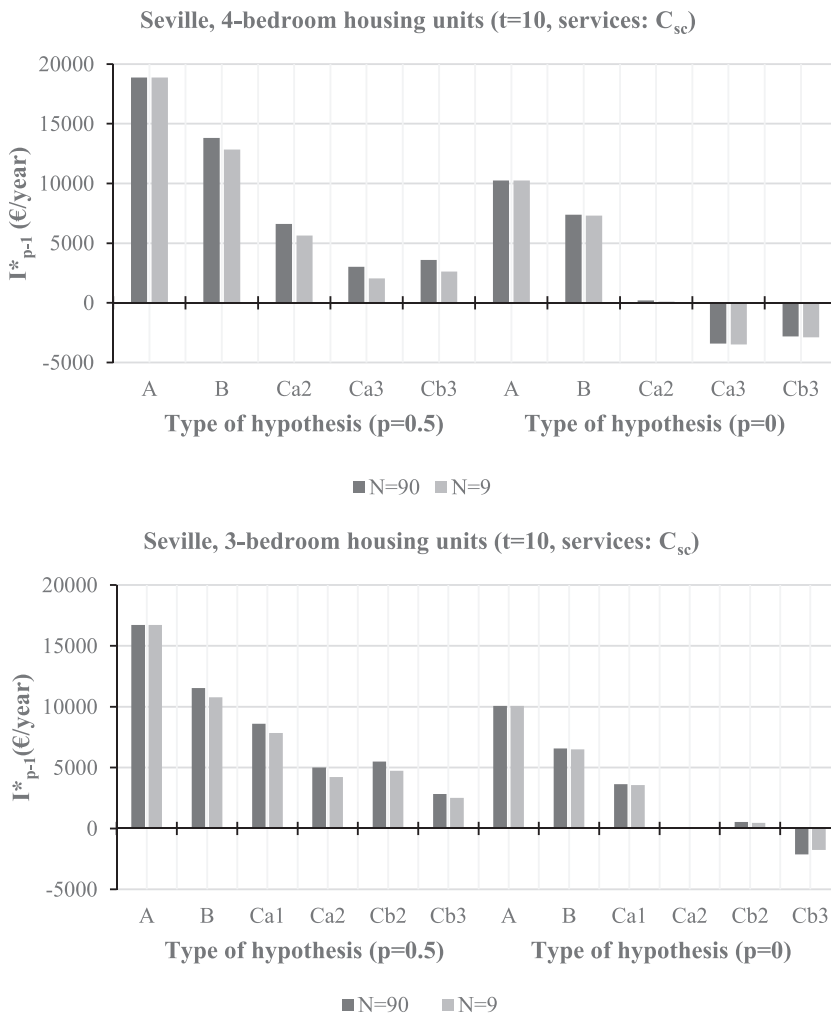 Seville, 4-bedroom housing units (t=10, services: Csc)
I*p-1 (€/year)
20000
15000
10000
5000
0
-5000
A B Ca2 Ca3 Cb3 A B Ca2 Ca3 Cb3
Type of hypothesis (p=0.5) Type of hypothesis (p=0)
N=90 N=9
Seville, 3-bedroom housing units (t=10, services: Csc)
I*p-1(€/year)
20000
15000
10000
5000
0
-5000
A B Ca1 Ca2 Cb2 Cb3 A B Ca1 Ca2 Cb2 Cb3
Type of hypothesis (p=0.5) Type of hypothesis (p=0)
N=90 N=9